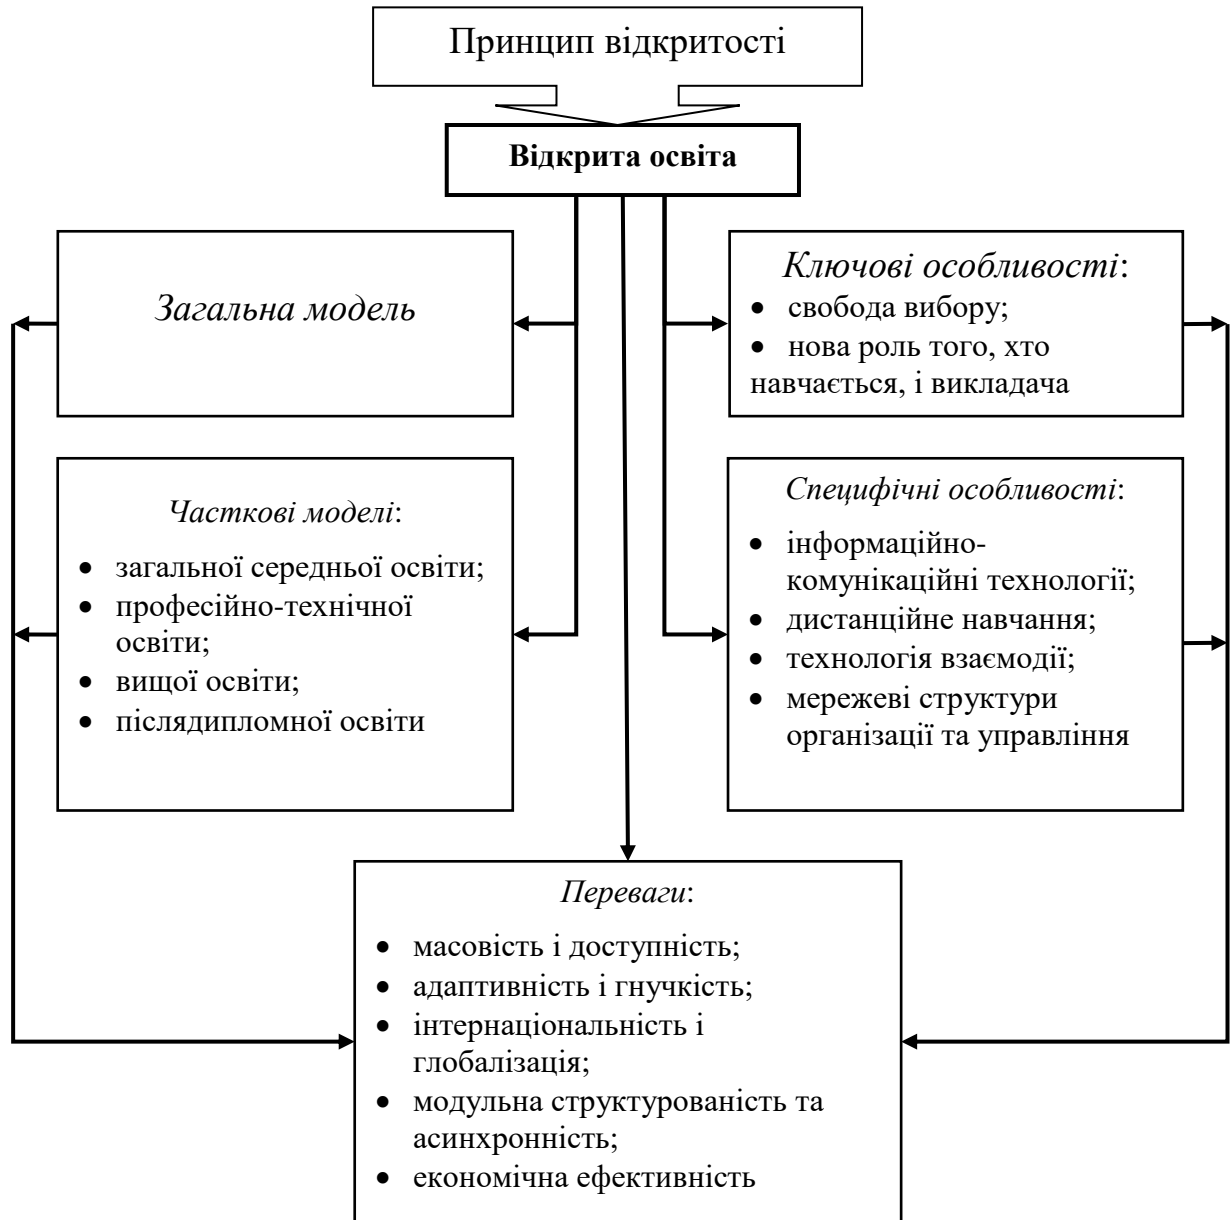 Принцип відкритості
Відкрита освіта
Загальна модель
Ключові особливості:
• свобода вибору;
• нова роль того, хто
навчається, і викладача
Часткові моделі:
• загальної середньої освіти;
• професійно-технічної
освіти;
• вищої освіти;
• післядипломної освіти
Специфічні особливості:
• інформаційно-
комунікаційні технології;
• дистанційне навчання;
• технологія взаємодії;
• мережеві структури
організації та управління
Переваги:
• масовість і доступність;
• адаптивність і гнучкість;
• інтернаціональність і
глобалізація;
• модульна структурованість та
асинхронність;
• економічна ефективність